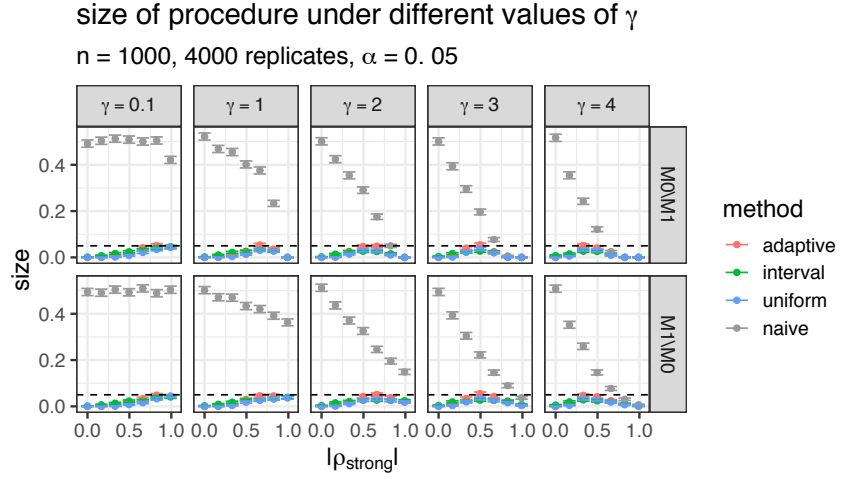 size of procedure under different values of γ
n = 1000, 4000 replicates, α = 0. 05
γ = 0.1 γ = 1 γ = 2 γ = 3 γ = 4
0.4
0.2
0.0
M0\M1
size
0.4
0.2
0.0
M1\M0
0.0 0.5 1.0 0.0 0.5 1.0 0.0 0.5 1.0 0.0 0.5 1.0 0.0 0.5 1.0
|ρstrong|
method
adaptive
interval
uniform
naive